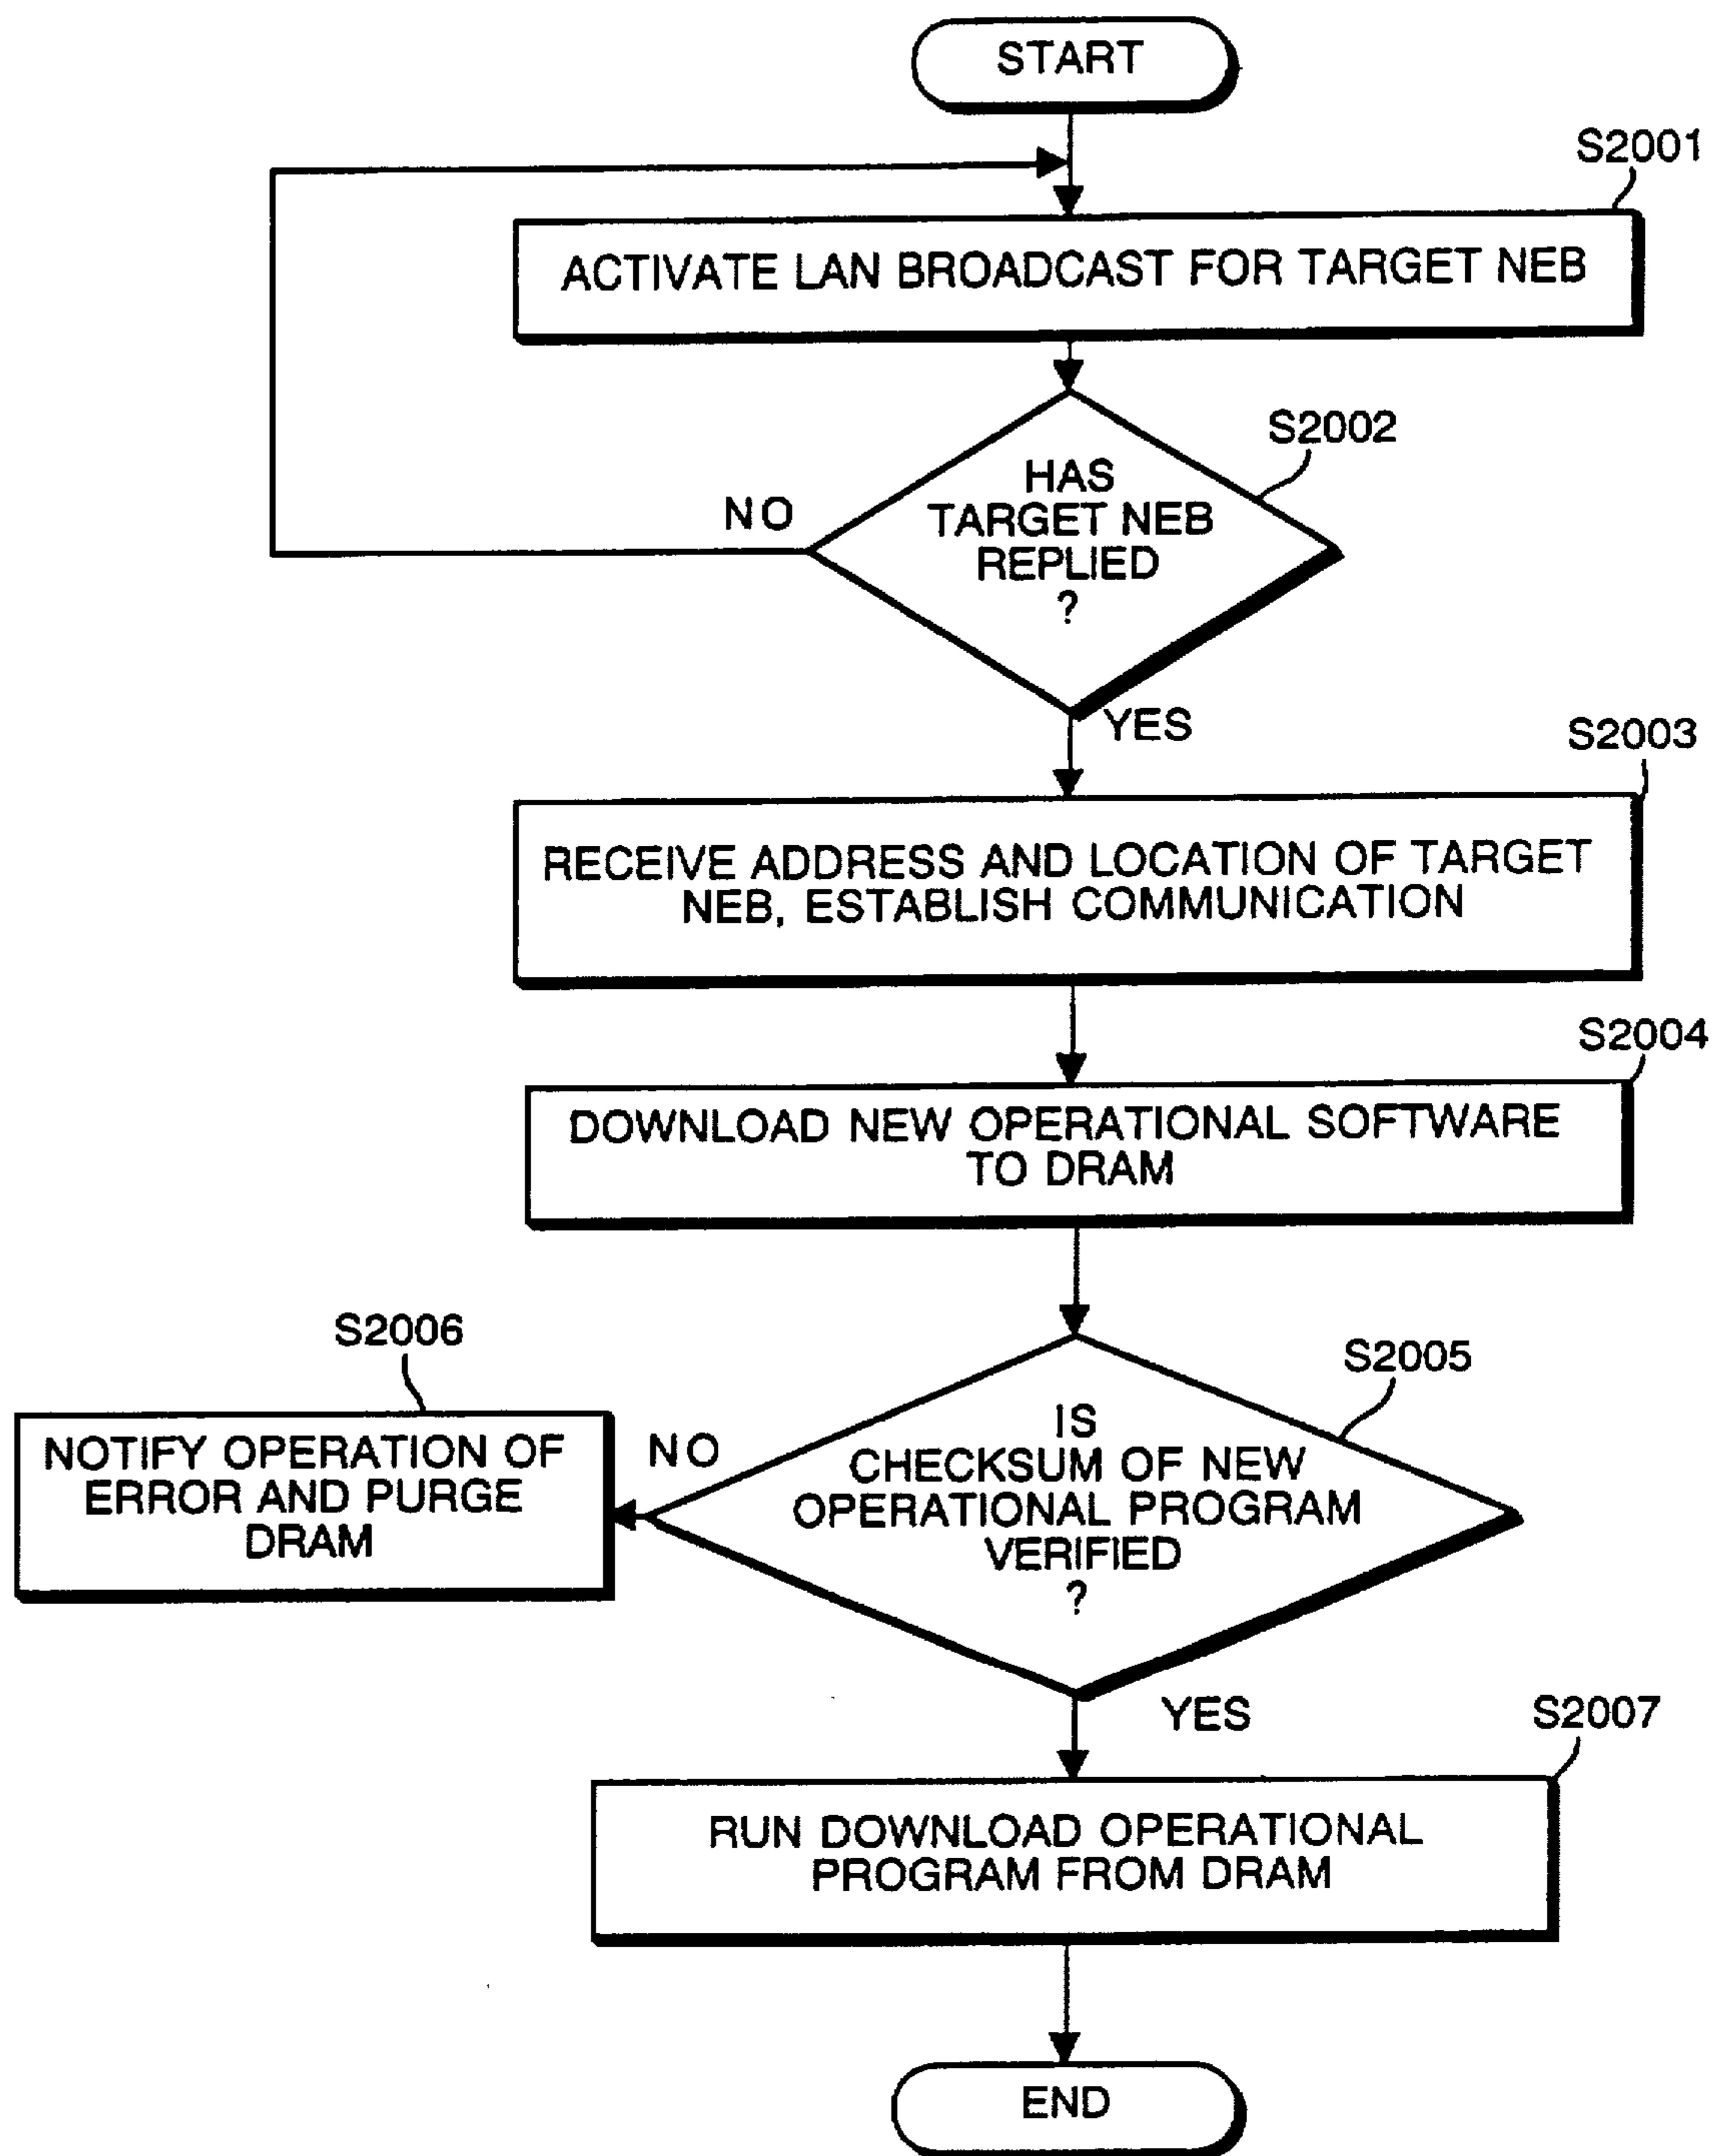 START
S2001
ACTIVATE LAN BROADCAST FOR TARGET NEB
S2002
HAS
TARGET NEB
REPLIED
?
NO
YES
S2003
RECEIVE ADDRESS AND LOCATION OF TARGET
NEB, ESTABLISH COMMUNICATION
S2004
DOWNLOAD NEW OPERATIONAL SOFTWARE
TO DRAM
S2005
IS
CHECKSUM OF NEW
OPERATIONAL PROGRAM
VERIFIED
?
NO
S2006
NOTIFY OPERATION OF
ERROR AND PURGE
DRAM
YES
S2007
RUN DOWNLOAD OPERATIONAL
PROGRAM FROM DRAM
END